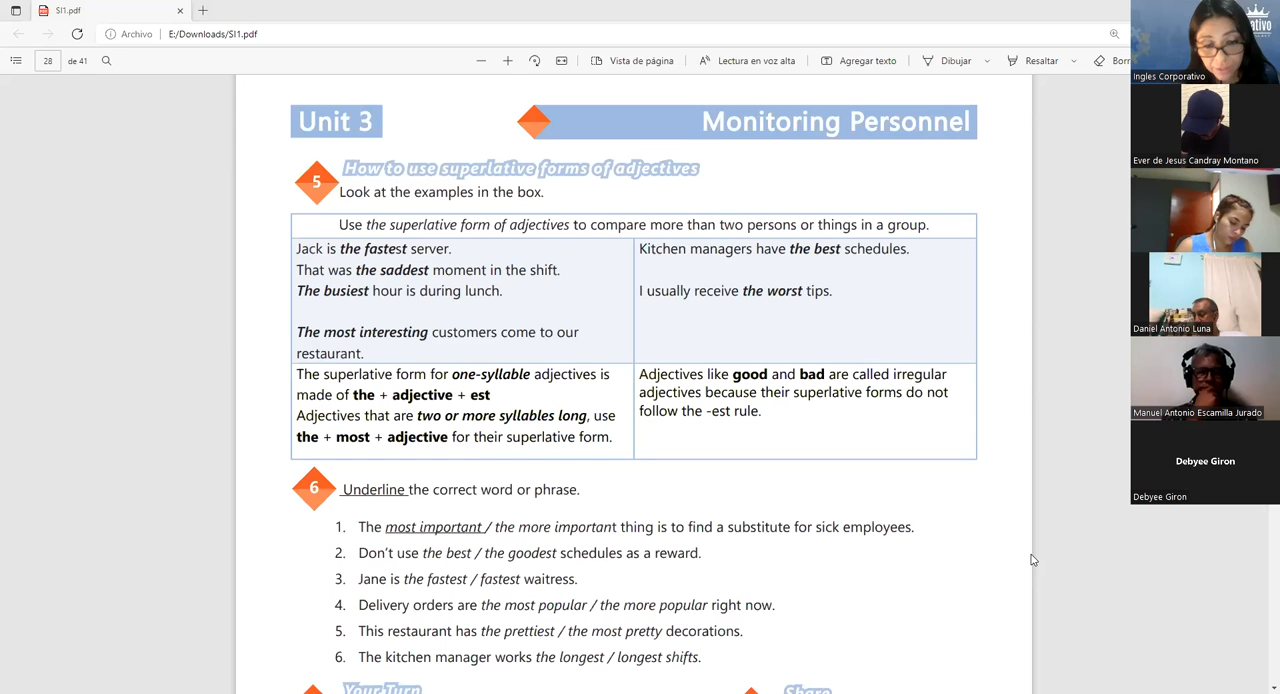 SI1.pdf
Archivo
E:/Downloads/SI1.pdf
28 de 41
Vista de página
Lectura en voz alta
Agregar texto
Dibujar
Resaltar
Borr
Unit 3
Monitoring Personnel
5
How to use superlative forms of adjectives
Look at the examples in the box.
Use the superlative form of adjectives to compare more than two persons or things in a group.
Jack is the fastest server.
That was the saddest moment in the shift.
The busiest hour is during lunch.
The most interesting customers come to our
restaurant.
Kitchen managers have the best schedules.
I usually receive the worst tips.
The superlative form for one-syllable adjectives is
made of the + adjective + est
Adjectives that are two or more syllables long, use
the + most + adjective for their superlative form.
Adjectives like good and bad are called irregular
adjectives because their superlative forms do not
follow the -est rule.
6
Underline the correct word or phrase.
1. The most important / the more important thing is to find a substitute for sick employees.
2. Don't use the best / the goodest schedules as a reward.
3. Jane is the fastest / fastest waitress.
4. Delivery orders are the most popular / the more popular right now.
5. This restaurant has the prettiest / the most pretty decorations.
6. The kitchen manager works the longest / longest shifts.
Your Turn
Share
ativo
Ingles Corporativo
Ever de Jesus Candray Montano
Daniel Antonio Luna
Manuel Antonio Escamilla Jurado
Debyee Giron
Debyee Giron